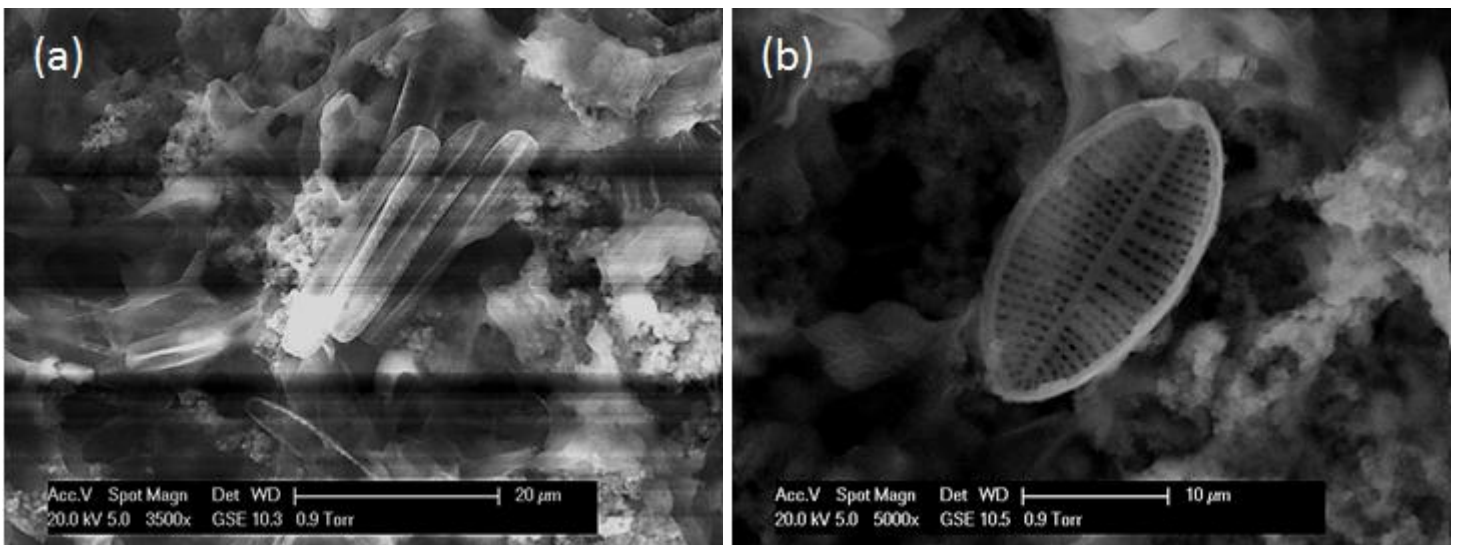 (a)
Acc.V Spot Magn Det WD 20 µm
20.0 kV 5.0 3500x GSE 10.3 0.9 Torr
(b)
Acc.V Spot Magn Det WD 10 µm
20.0 kV 5.0 5000x GSE 10.5 0.9 Torr